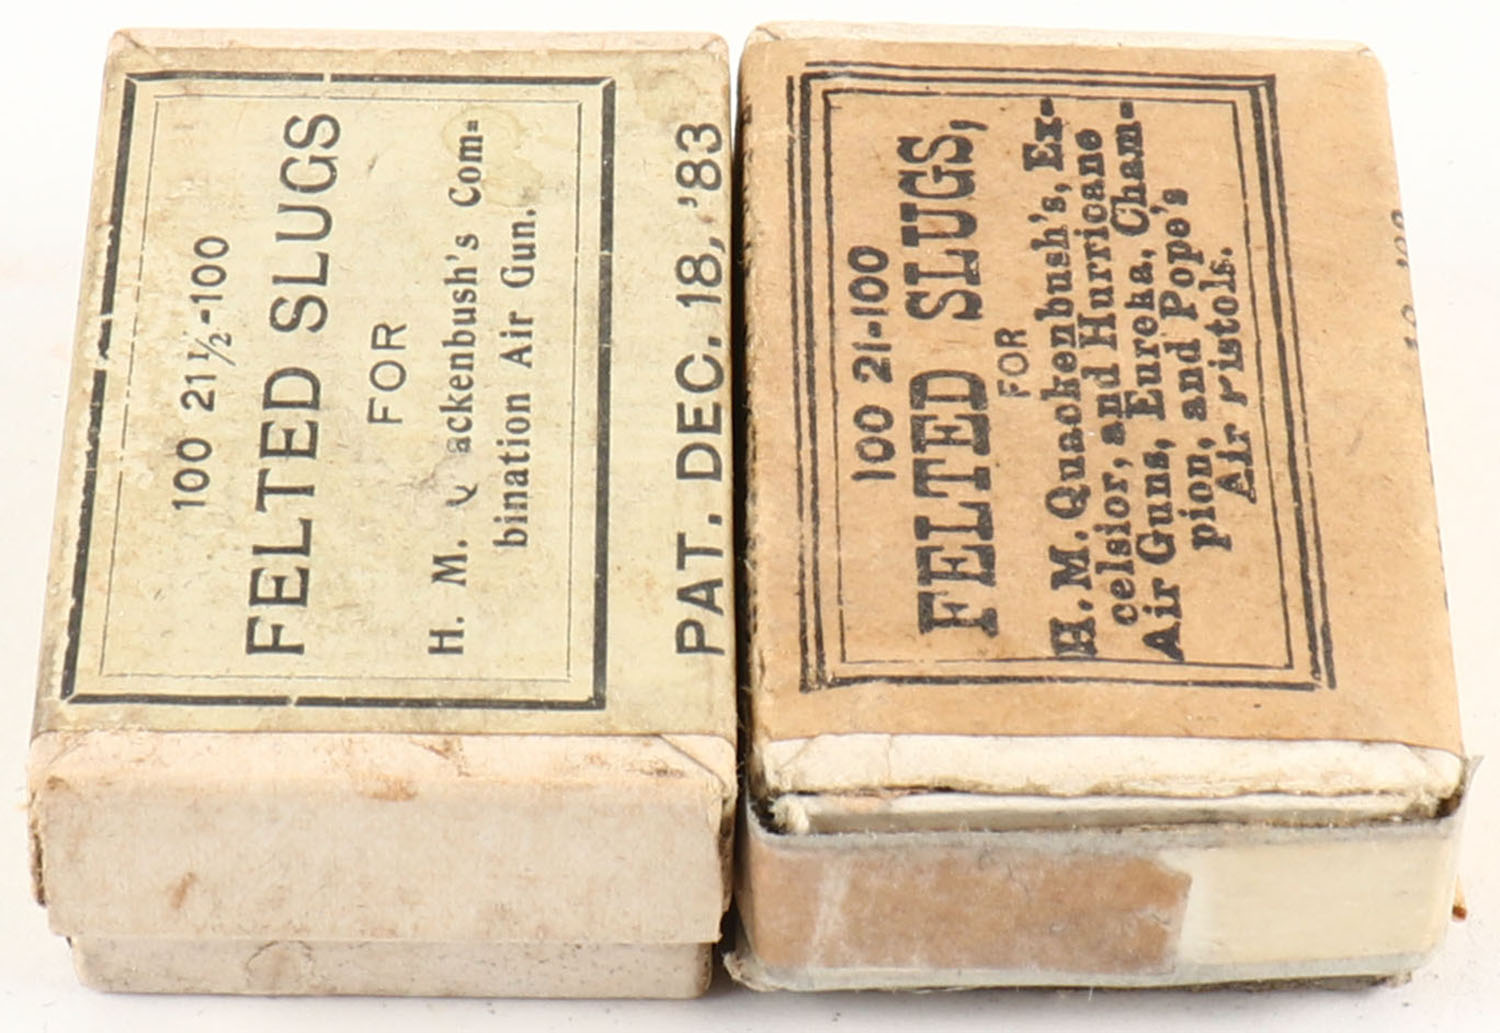 100 21½-100
FELTED SLUGS
FOR
H. M. Q ackenbush's Com-
bination Air Gun.
PAT. DEC. 18, '83
100 21-100
FELTED SLUGS,
FOR
H. M. Quackenbush's, Ex-
celsior, and Hurricane
Air Guns, Eureka, Cham-
pion, and Pope's
Air Pistols.